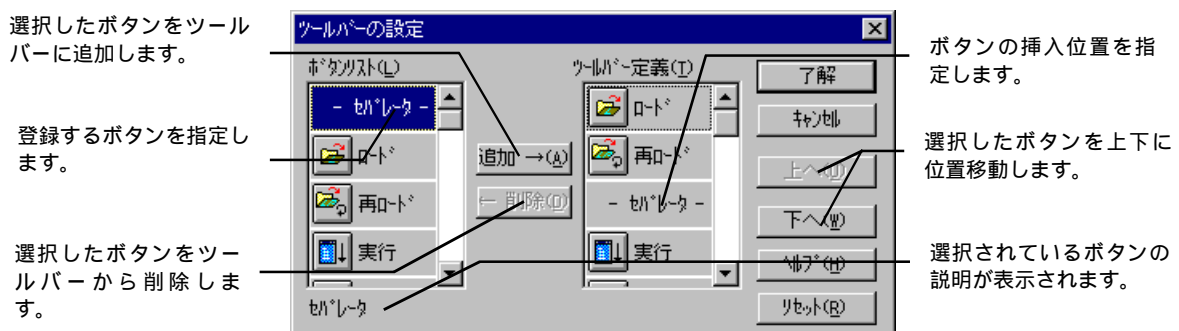 選択したボタンをツール
バーに追加します。
登録するボタンを指定し
ます。
選択したボタンをツー
ルバーから削除しま
す。
ツールバーの設定
ボタンリスト(L)
- セパレータ -
ロード
再ロード
実行
追加 →(A)
← 削除(D)
ツールバー定義(T)
ロード
再ロード
- セパレータ -
実行
了解
キャンセル
上へ(U)
下へ(W)
ヘルプ(H)
リセット(R)
セパレータ
ボタンの挿入位置を指
定します。
選択したボタンを上下に
位置移動します。
選択されているボタンの
説明が表示されます。